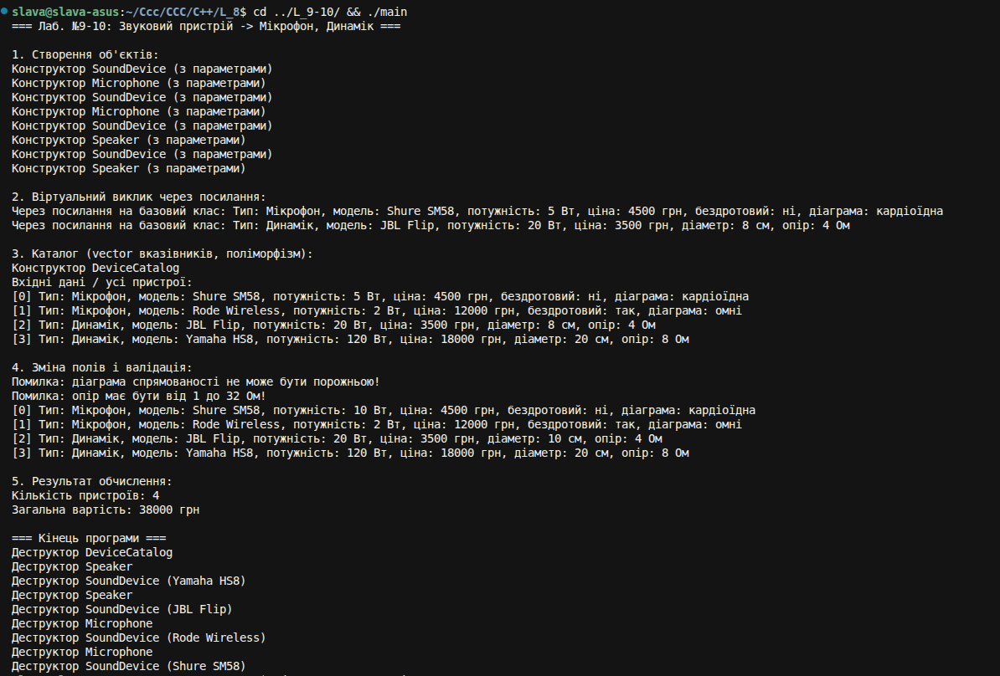 slava@slava-asus:~/Ccc/CCC/C++/L_8$ cd ../L_9-10/ && ./main
=== Лаб. №9-10: Звуковий пристрій -> Мікрофон, Динамік ===
1. Створення об'єктів:
Конструктор SoundDevice (з параметрами)
Конструктор Microphone (з параметрами)
Конструктор SoundDevice (з параметрами)
Конструктор Microphone (з параметрами)
Конструктор SoundDevice (з параметрами)
Конструктор Speaker (з параметрами)
Конструктор SoundDevice (з параметрами)
Конструктор Speaker (з параметрами)
2. Віртуальний виклик через посилання:
Через посилання на базовий клас: Тип: Мікрофон, модель: Shure SM58, потужність: 5 Вт, ціна: 4500 грн, бездротовий: ні, діаграма: кардіоїдна
Через посилання на базовий клас: Тип: Динамік, модель: JBL Flip, потужність: 20 Вт, ціна: 3500 грн, діаметр: 8 см, опір: 4 Ом
3. Каталог (vector вказівників, поліморфізм):
Конструктор DeviceCatalog
Вхідні дані / усі пристрої:
[0] Тип: Мікрофон, модель: Shure SM58, потужність: 5 Вт, ціна: 4500 грн, бездротовий: ні, діаграма: кардіоїдна
[1] Тип: Мікрофон, модель: Rode Wireless, потужність: 2 Вт, ціна: 12000 грн, бездротовий: так, діаграма: омні
[2] Тип: Динамік, модель: JBL Flip, потужність: 20 Вт, ціна: 3500 грн, діаметр: 8 см, опір: 4 Ом
[3] Тип: Динамік, модель: Yamaha HS8, потужність: 120 Вт, ціна: 18000 грн, діаметр: 20 см, опір: 8 Ом
4. Зміна полів і валідація:
Помилка: діаграма спрямованості не може бути порожньою!
Помилка: опір має бути від 1 до 32 Ом!
[0] Тип: Мікрофон, модель: Shure SM58, потужність: 10 Вт, ціна: 4500 грн, бездротовий: ні, діаграма: кардіоїдна
[1] Тип: Мікрофон, модель: Rode Wireless, потужність: 2 Вт, ціна: 12000 грн, бездротовий: так, діаграма: омні
[2] Тип: Динамік, модель: JBL Flip, потужність: 20 Вт, ціна: 3500 грн, діаметр: 10 см, опір: 4 Ом
[3] Тип: Динамік, модель: Yamaha HS8, потужність: 120 Вт, ціна: 18000 грн, діаметр: 20 см, опір: 8 Ом
5. Результат обчислення:
Кількість пристроїв: 4
Загальна вартість: 38000 грн
=== Кінець програми ===
Деструктор DeviceCatalog
Деструктор Speaker
Деструктор SoundDevice (Yamaha HS8)
Деструктор Speaker
Деструктор SoundDevice (JBL Flip)
Деструктор Microphone
Деструктор SoundDevice (Rode Wireless)
Деструктор Microphone
Деструктор SoundDevice (Shure SM58)